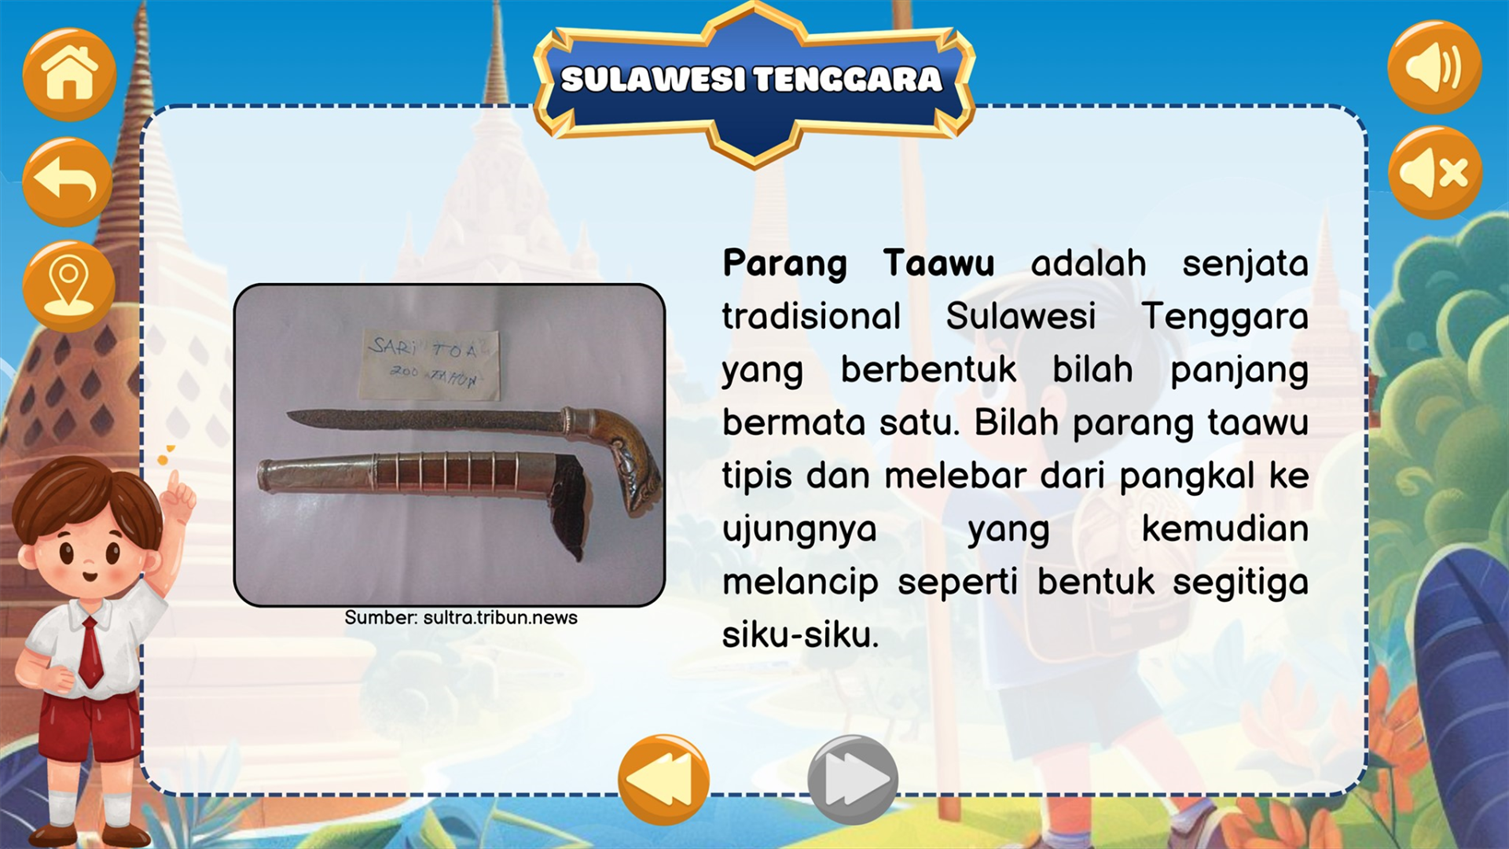 SULAWESI TENGGARA
SARI TOA
200 TAHUN
Sumber: sultra.tribun.news
Parang Taawu adalah senjata
tradisional Sulawesi Tenggara
yang berbentuk bilah panjang
bermata satu. Bilah parang taawu
tipis dan melebar dari pangkal ke
ujungnya yang kemudian
melancip seperti bentuk segitiga
siku-siku.